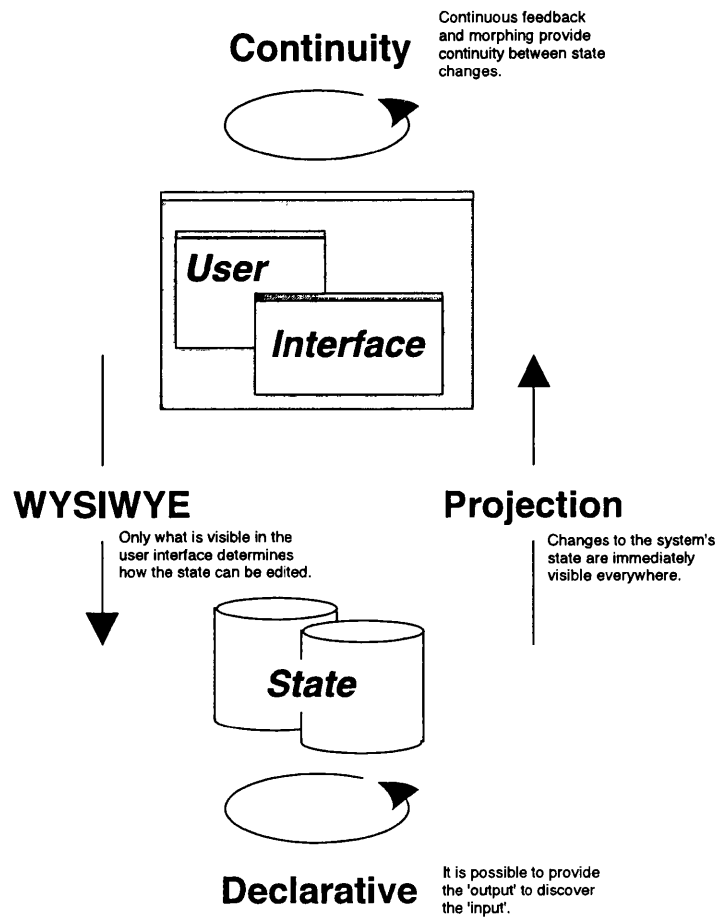 Continuity
Continuous feedback
and morphing provide
continuity between state
changes.
User
Interface
WYSIWYE
Only what is visible in the
user interface determines
how the state can be edited.
Projection
Changes to the system's
state are immediately
visible everywhere.
State
Declarative
It is possible to provide
the 'output' to discover
the 'input'.